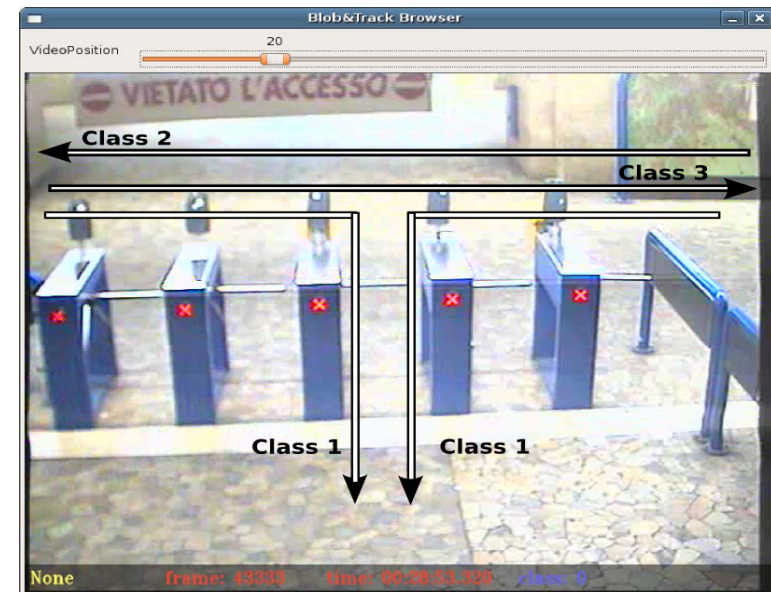 Blob&Track Browser
VideoPosition
20
VIETATO L'ACCESSO
Class 2
Class 3
Class 1 Class 1
None frame: 43333 time: 00:28:53.320 class: 0